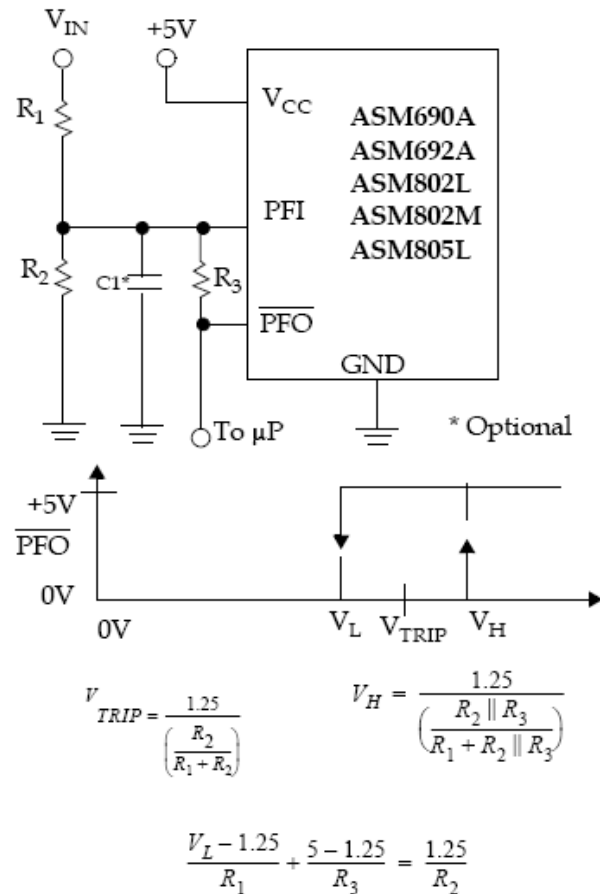 V_IN
+5V
R_1
V_CC
ASM690A
ASM692A
ASM802L
ASM802M
ASM805L
PFI
R_2
C1*
R_3
PFO
GND
To µP
* Optional
+5V
PFO
0V
0V
V_L
V_TRIP
V_H
V_TRIP = 1.25 / (R_2 / (R_1 + R_2))
V_H = 1.25 / (R_2 || R_3 / (R_1 + R_2 || R_3))
(V_L − 1.25) / R_1 + (5 − 1.25) / R_3 = 1.25 / R_2